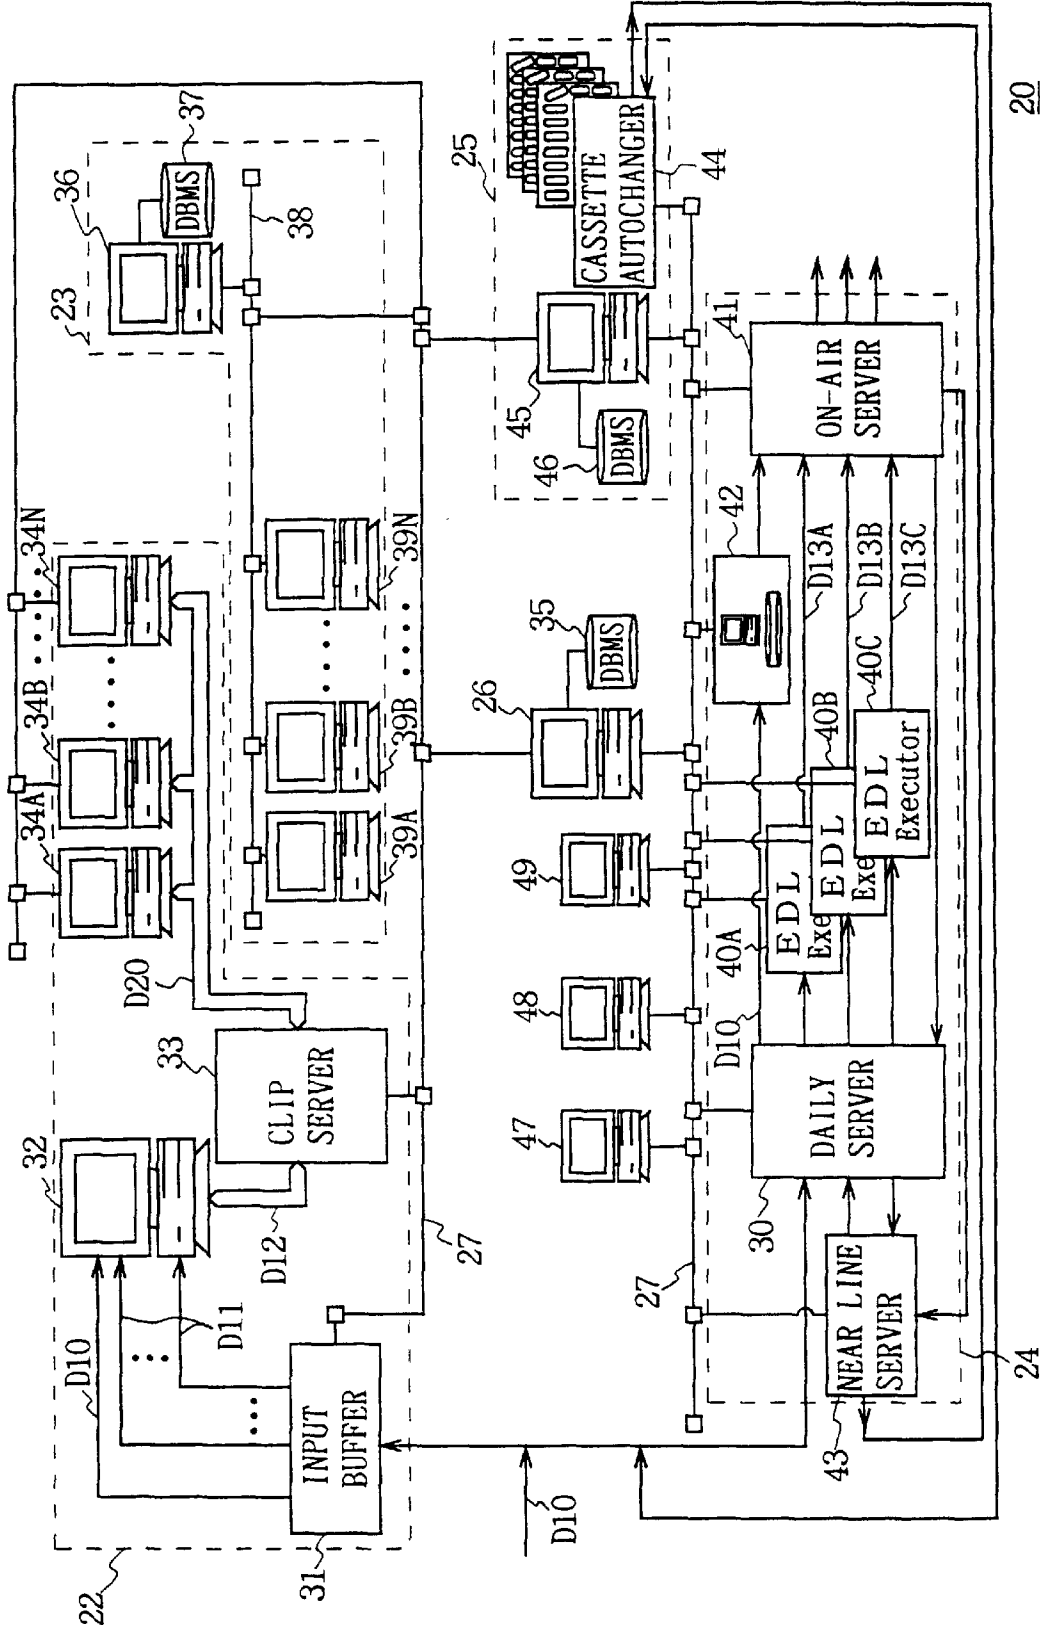 20
22
D10
D11
31
INPUT
BUFFER
32
D12
33
CLIP
SERVER
D20
34A
34B
34N
23
36
37
DBMS
38
39A
39B
39N
27
D10
26
35
DBMS
25
45
46
DBMS
CASSETTE
AUTOCHANGER
44
47
48
49
27
24
43
NEAR LINE
SERVER
30
DAILY
SERVER
D10
40A
EDL
Exe
40B
EDL
Exe
40C
EDL
Executor
42
D13A
D13B
D13C
41
ON-AIR
SERVER